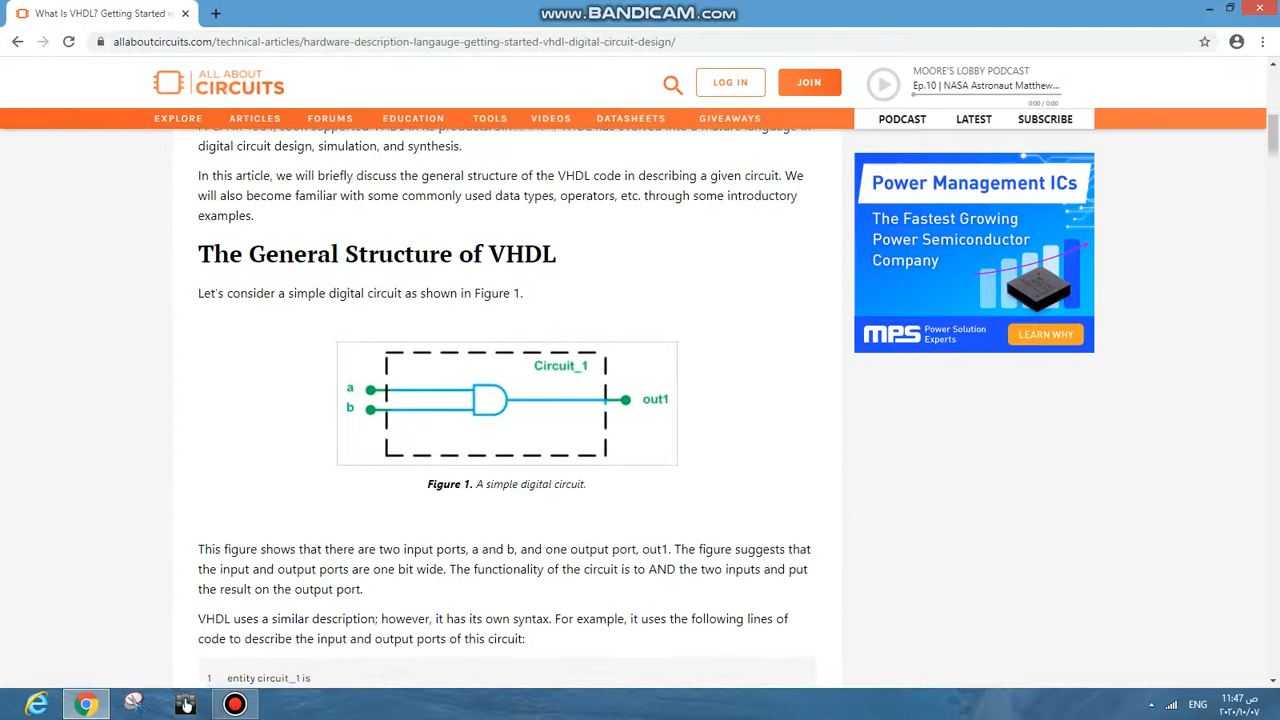 www.BANDICAM.com
What Is VHDL? Getting Started w
allaboutcircuits.com/technical-articles/hardware-description-langauge-getting-started-vhdl-digital-circuit-design/
ALL ABOUT
CIRCUITS
LOG IN
JOIN
MOORE'S LOBBY PODCAST
Ep.10 | NASA Astronaut Matthew...
0:00 / 0:00
EXPLORE ARTICLES FORUMS EDUCATION TOOLS VIDEOS DATASHEETS GIVEAWAYS
PODCAST LATEST SUBSCRIBE
digital circuit design, simulation, and synthesis.
In this article, we will briefly discuss the general structure of the VHDL code in describing a given circuit. We
will also become familiar with some commonly used data types, operators, etc. through some introductory
examples.
The General Structure of VHDL
Let's consider a simple digital circuit as shown in Figure 1.
Circuit_1
a
b
out1
Figure 1. A simple digital circuit.
This figure shows that there are two input ports, a and b, and one output port, out1. The figure suggests that
the input and output ports are one bit wide. The functionality of the circuit is to AND the two inputs and put
the result on the output port.
VHDL uses a similar description; however, it has its own syntax. For example, it uses the following lines of
code to describe the input and output ports of this circuit:
1 entity circuit_1 is
Power Management ICs
The Fastest Growing
Power Semiconductor
Company
MPS Power Solution
Experts
LEARN WHY
ENG
11:47 ص
٢٠٢٠/١٠/٠٧